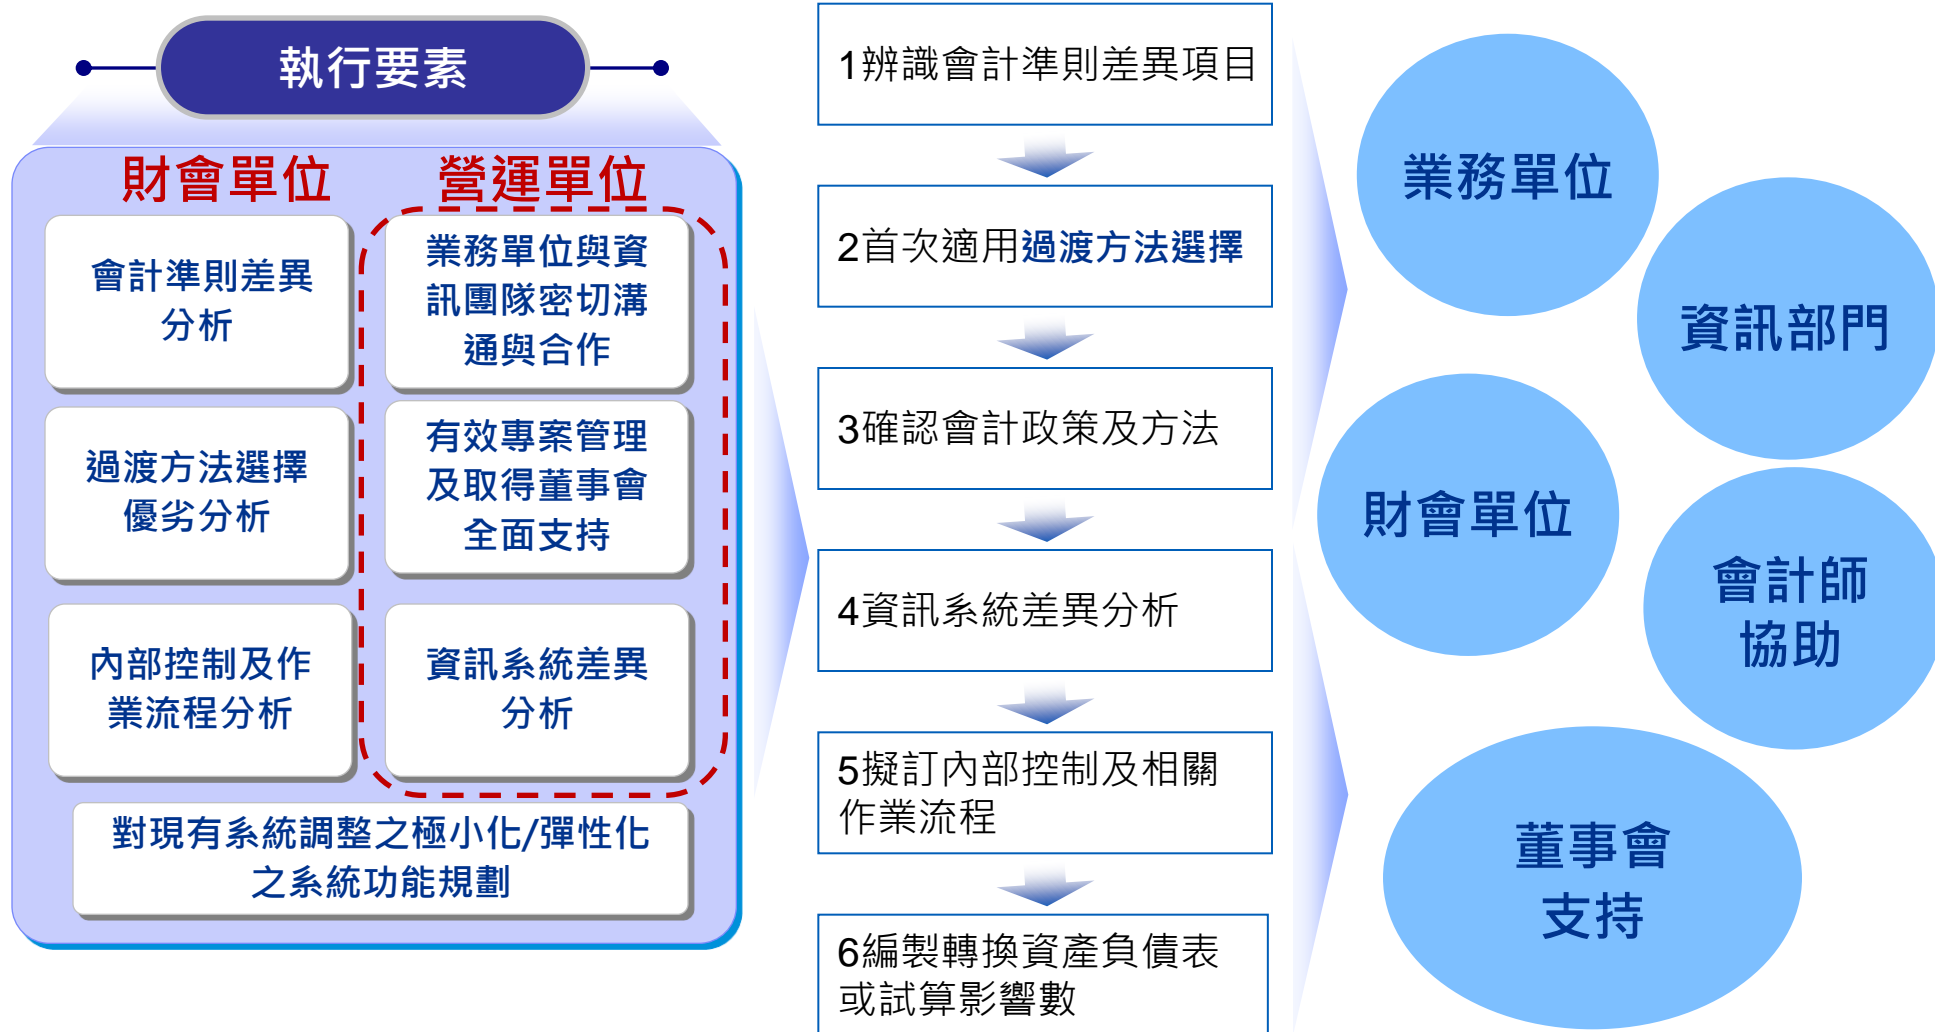 執行要素
財會單位
會計準則差異
分析
過渡方法選擇
優劣分析
內部控制及作
業流程分析
營運單位
業務單位與資
訊團隊密切溝
通與合作
有效專案管理
及取得董事會
全面支持
資訊系統差異
分析
對現有系統調整之極小化/彈性化
之系統功能規劃
1辨識會計準則差異項目
2首次適用過渡方法選擇
3確認會計政策及方法
4資訊系統差異分析
5擬訂內部控制及相關
作業流程
6編製轉換資產負債表
或試算影響數
業務單位
資訊部門
財會單位
會計師
協助
董事會
支持